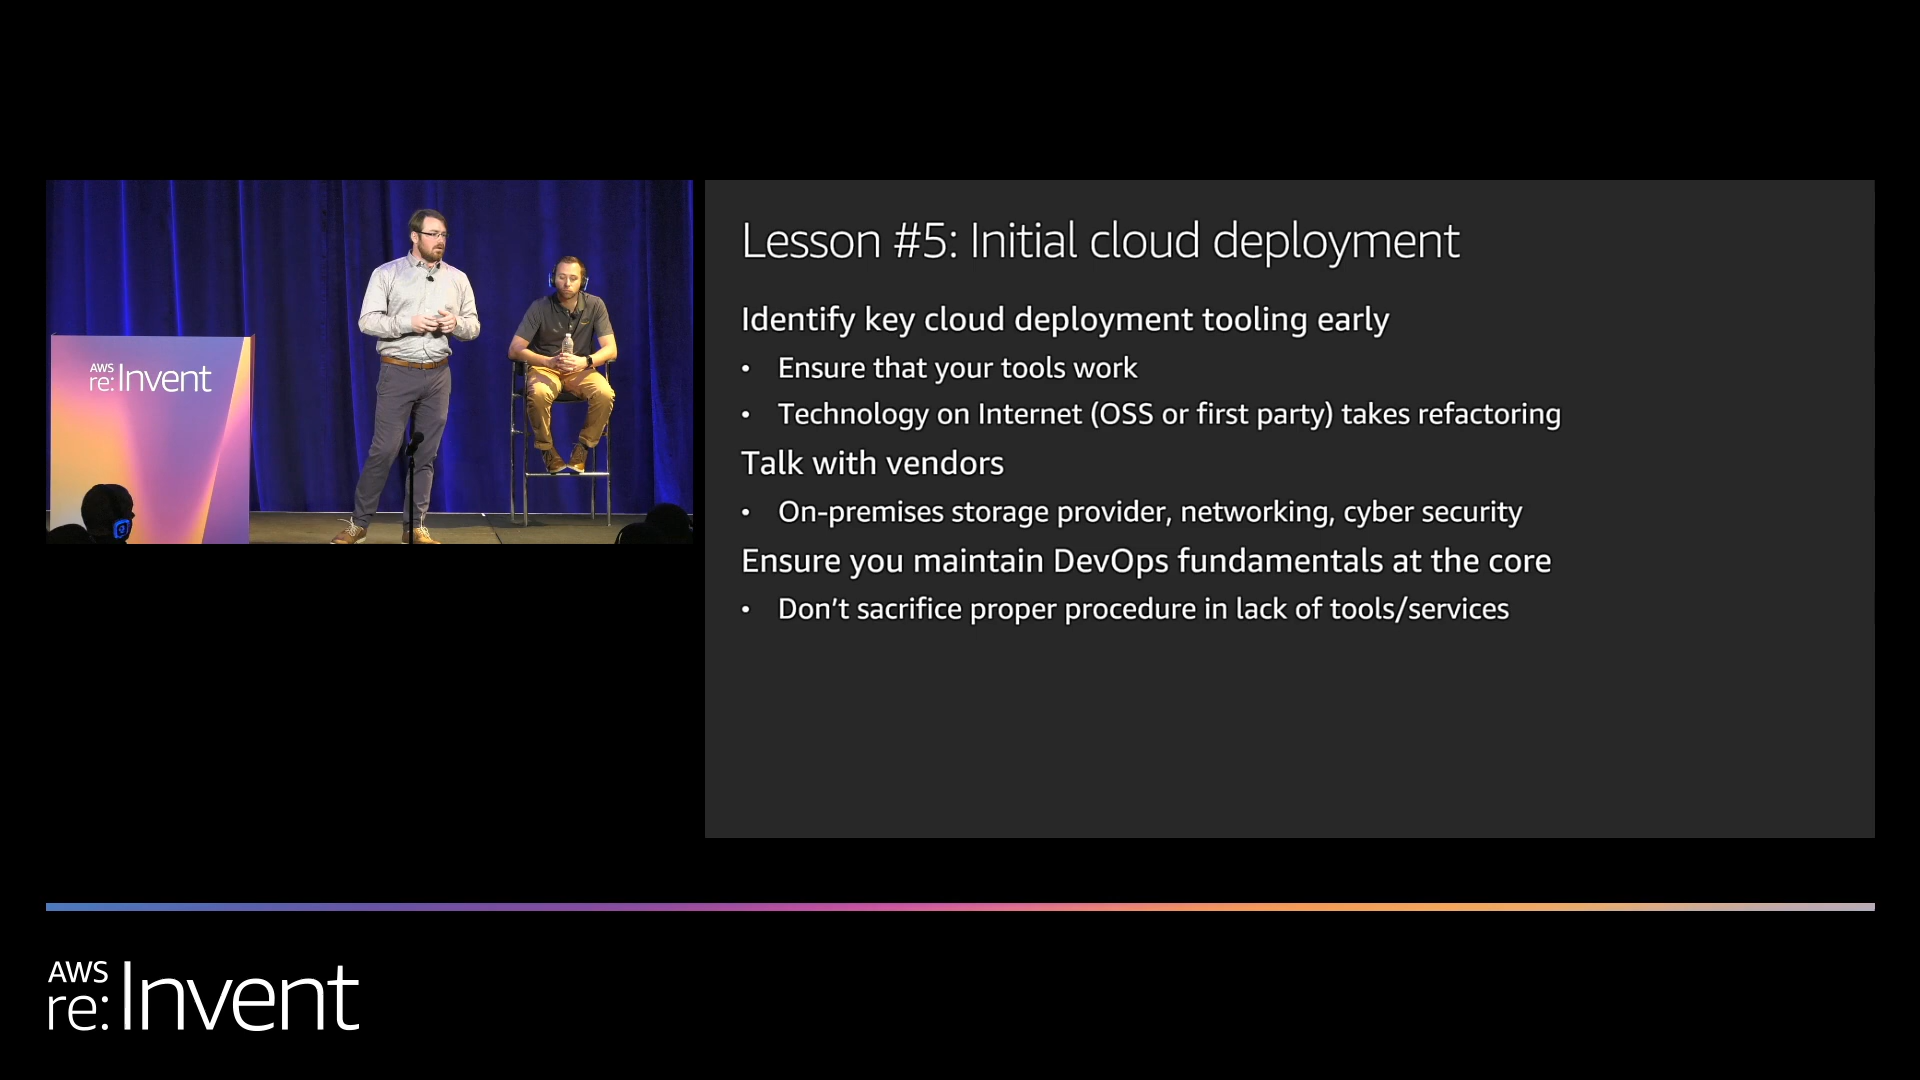 AWS
re:Invent
Lesson #5: Initial cloud deployment
Identify key cloud deployment tooling early
• Ensure that your tools work
• Technology on Internet (OSS or first party) takes refactoring
Talk with vendors
• On-premises storage provider, networking, cyber security
Ensure you maintain DevOps fundamentals at the core
• Don't sacrifice proper procedure in lack of tools/services
AWS
re:Invent